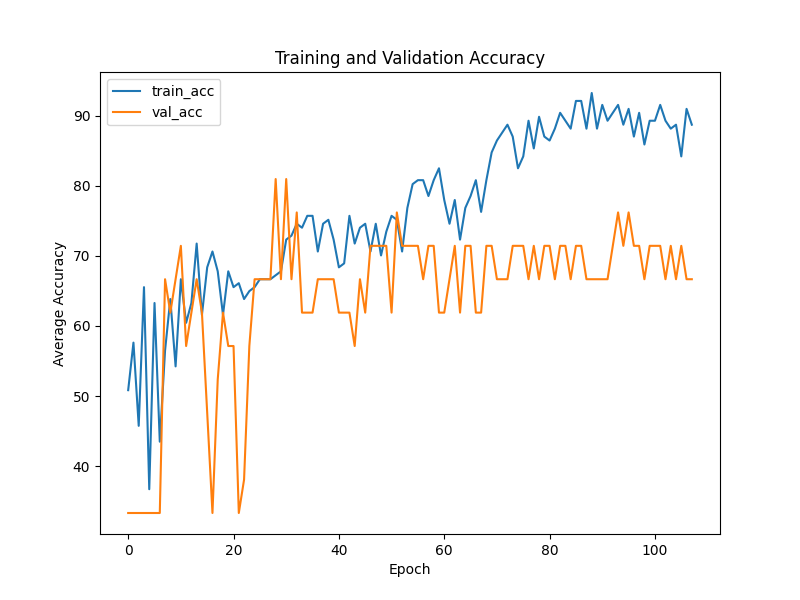 Training and Validation Accuracy
train_acc
val_acc
90
80
70
60
50
40
Average Accuracy
0 20 40 60 80 100
Epoch